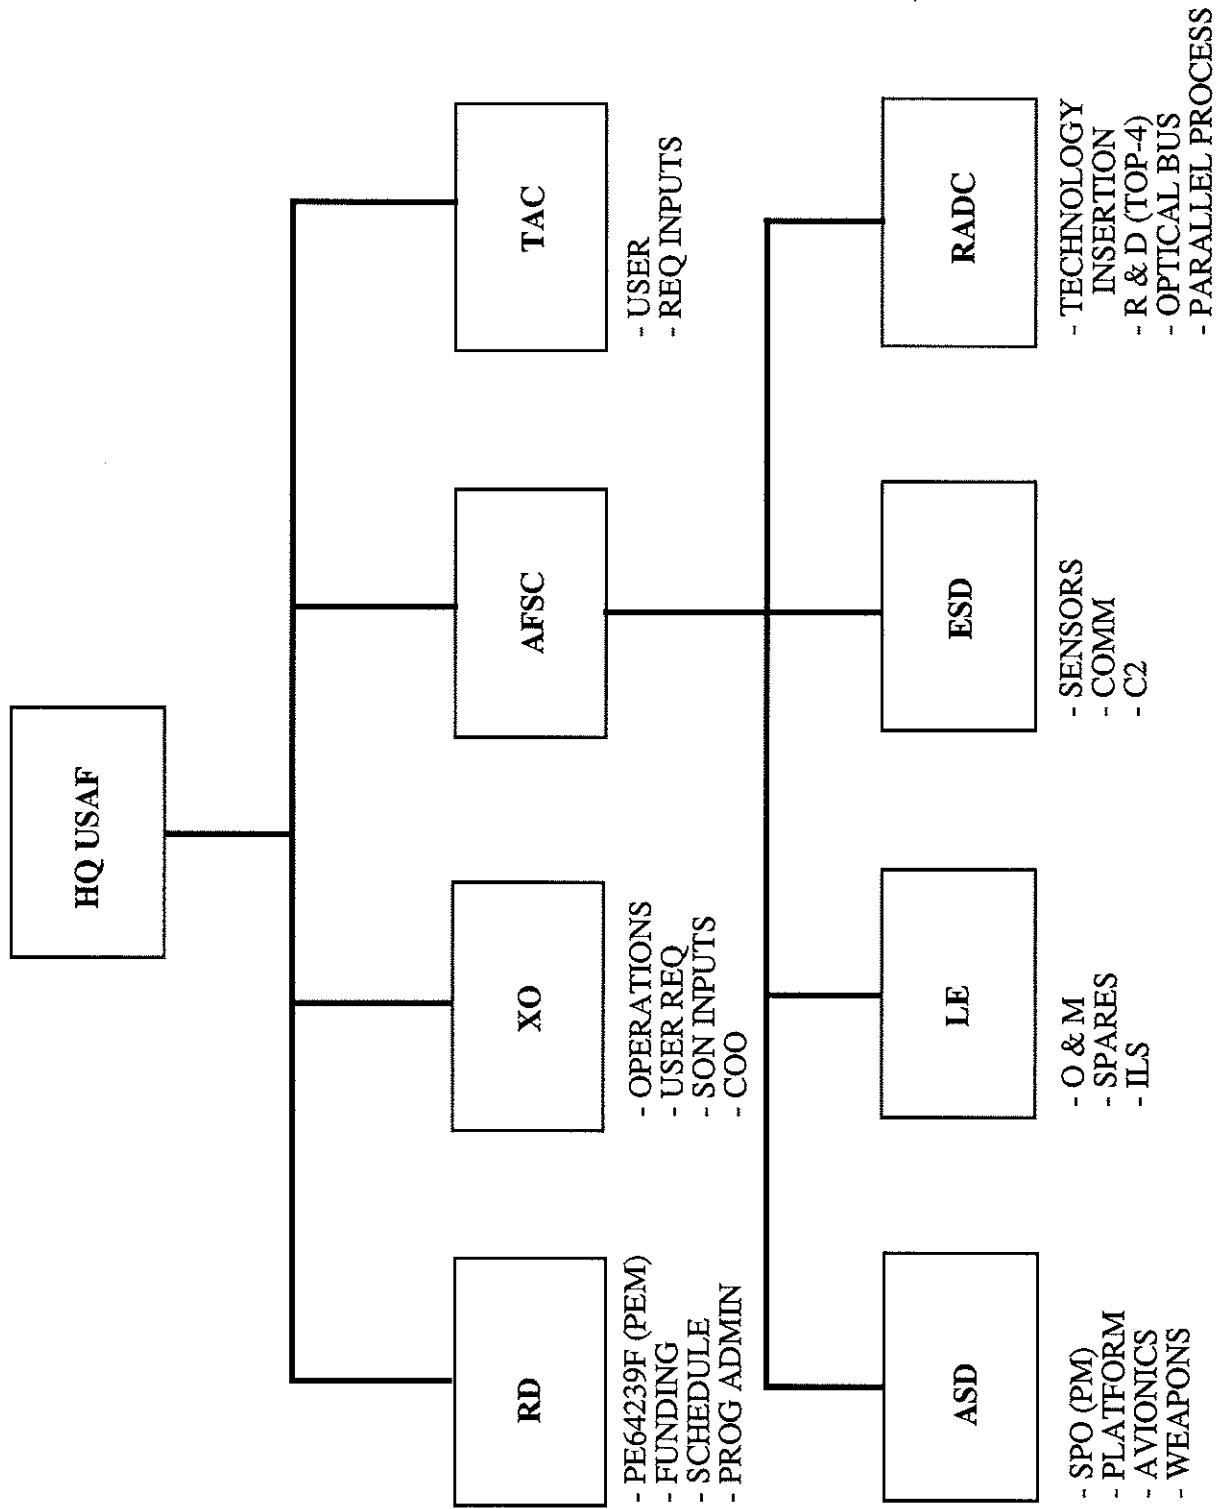 HQ USAF
RD
- PE64239F (PEM)
- FUNDING
- SCHEDULE
- PROG ADMIN
XO
- OPERATIONS
- USER REQ
- SON INPUTS
- COO
AFSC
TAC
- USER
- REQ INPUTS
ASD
- SPO (PM)
- PLATFORM
- AVIONICS
- WEAPONS
LE
- O & M
- SPARES
- ILS
ESD
- SENSORS
- COMM
- C2
RADC
- TECHNOLOGY
INSERTION
- R & D (TOP-4)
- OPTICAL BUS
- PARALLEL PROCESS